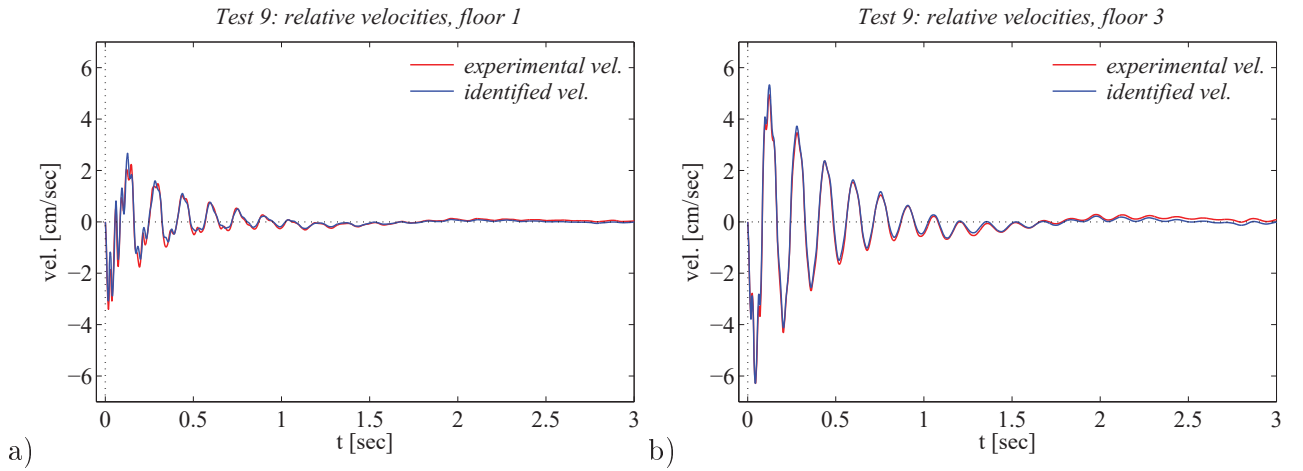 Test 9: relative velocities, floor 1
experimental vel.
identified vel.
6
4
2
0
−2
−4
−6
vel. [cm/sec]
0
0.5
1
1.5
2
2.5
3
t [sec]
a)
Test 9: relative velocities, floor 3
experimental vel.
identified vel.
6
4
2
0
−2
−4
−6
vel. [cm/sec]
0
0.5
1
1.5
2
2.5
3
t [sec]
b)